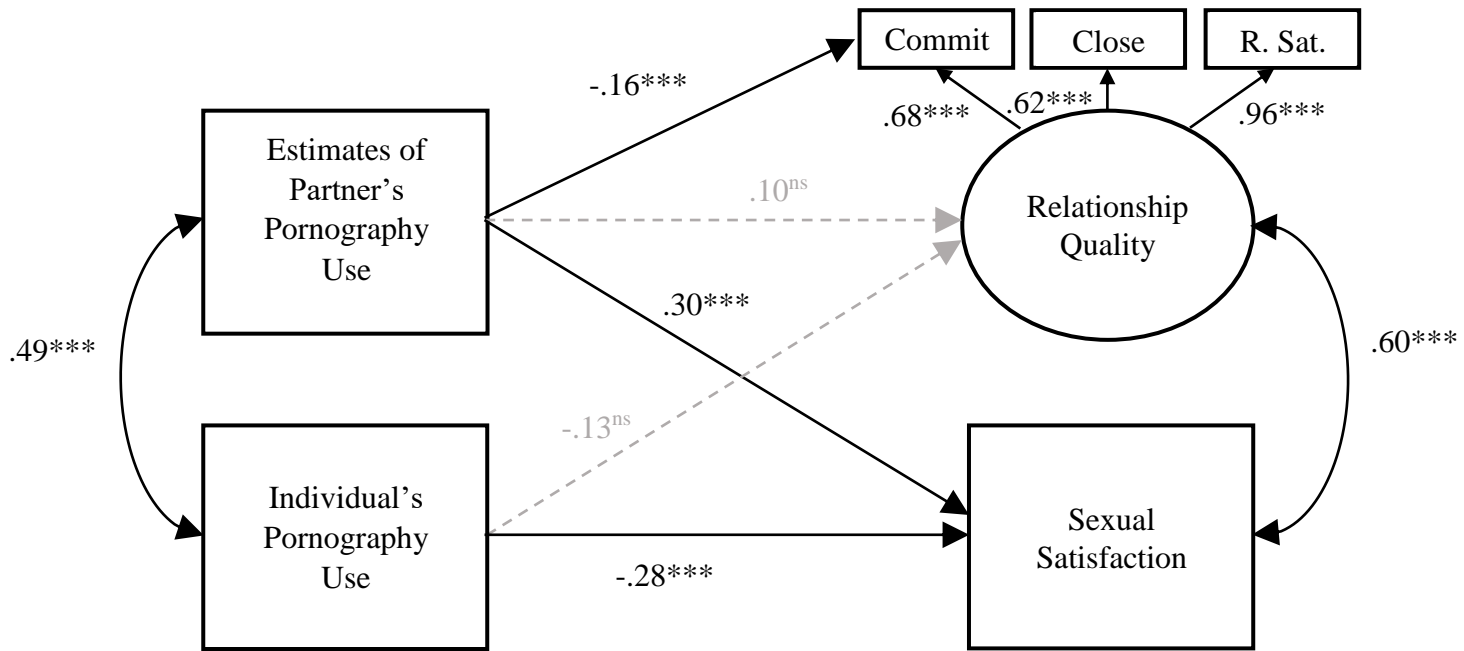 Commit
Close
R. Sat.
-.16***
.68***
.62***
.96***
Estimates of
Partner’s
Pornography
Use
.10ns
Relationship
Quality
.30***
.49***
.60***
-.13ns
Individual’s
Pornography
Use
Sexual
Satisfaction
-.28***